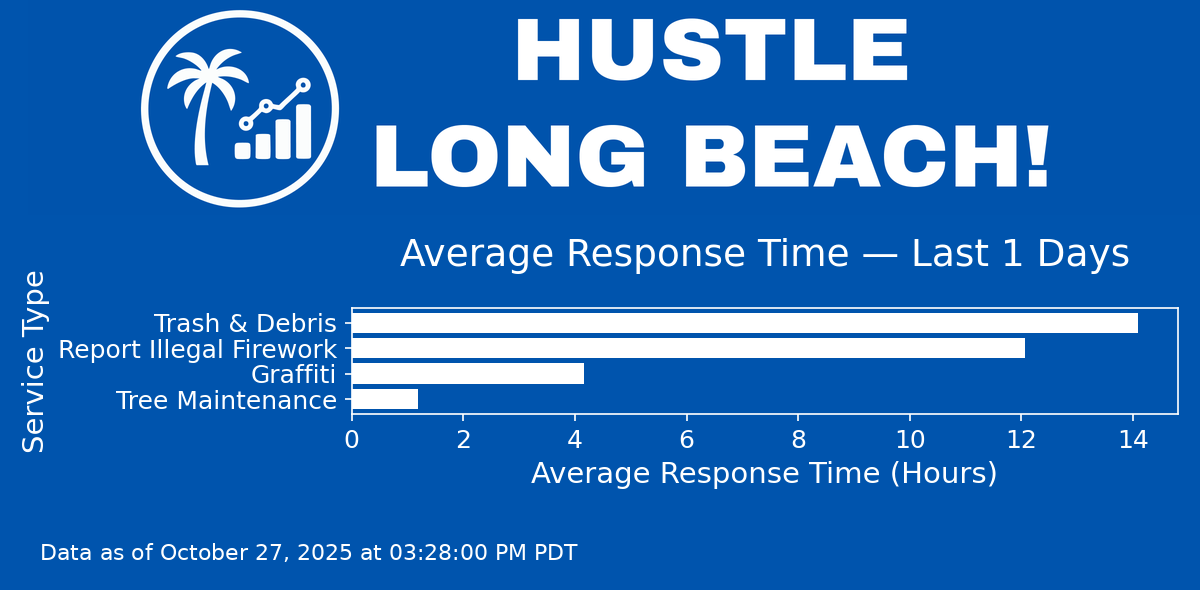 HUSTLE
LONG BEACH!
Average Response Time — Last 1 Days
Service Type
Trash & Debris
Report Illegal Firework
Graffiti
Tree Maintenance
0 2 4 6 8 10 12 14
Average Response Time (Hours)
Data as of October 27, 2025 at 03:28:00 PM PDT